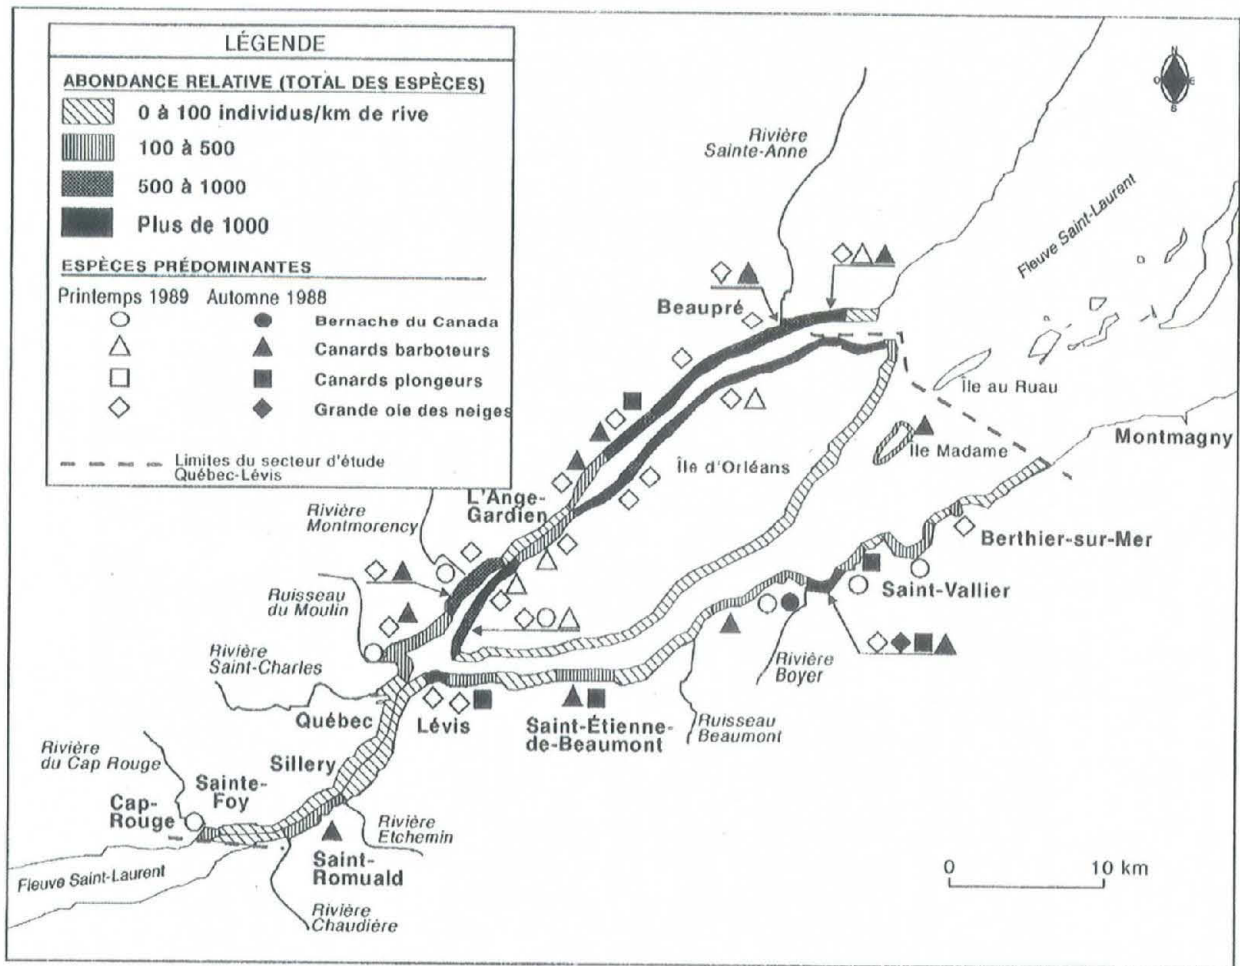 LÉGENDE
ABONDANCE RELATIVE (TOTAL DES ESPÈCES)
0 à 100 individus/km de rive
100 à 500
500 à 1000
Plus de 1000
ESPÈCES PRÉDOMINANTES
Printemps 1989 Automne 1988
Bernache du Canada
Canards barboteurs
Canards plongeurs
Grande oie des neiges
Limites du secteur d'étude
Québec-Lévis
N
O E
S
Rivière
Sainte-Anne
Fleuve Saint-Laurent
Beaupré
Île au Ruau
Montmagny
Île Madame
Île d'Orléans
L'Ange-
Gardien
Rivière
Montmorency
Berthier-sur-Mer
Saint-Vallier
Ruisseau
du Moulin
Rivière
Saint-Charles
Rivière
Boyer
Québec
Lévis
Saint-Étienne-
de-Beaumont
Ruisseau
Beaumont
Sillery
Rivière
du Cap Rouge
Sainte-
Foy
Cap-
Rouge
Rivière
Etchemin
Saint-
Romuald
Fleuve Saint-Laurent
Rivière
Chaudière
0 10 km